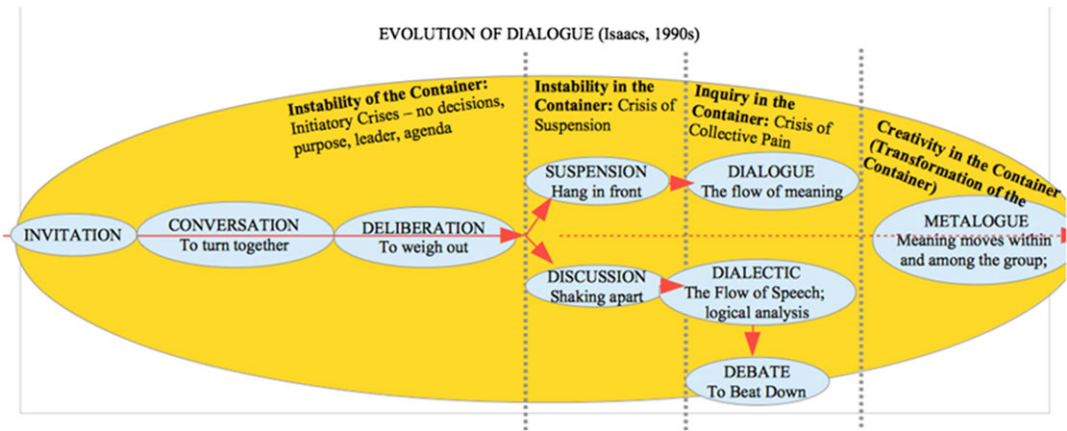 EVOLUTION OF DIALOGUE (Isaacs, 1990s)
Instability of the Container:
Initiatory Crises – no decisions,
purpose, leader, agenda
Instability in the
Container: Crisis of
Suspension
Inquiry in the
Container: Crisis of
Collective Pain
Creativity in the Container
(Transformation of the
Container)
INVITATION
CONVERSATION
To turn together
DELIBERATION
To weigh out
SUSPENSION
Hang in front
DIALOGUE
The flow of meaning
DISCUSSION
Shaking apart
DIALECTIC
The Flow of Speech;
logical analysis
DEBATE
To Beat Down
METALOGUE
Meaning moves within
and among the group;